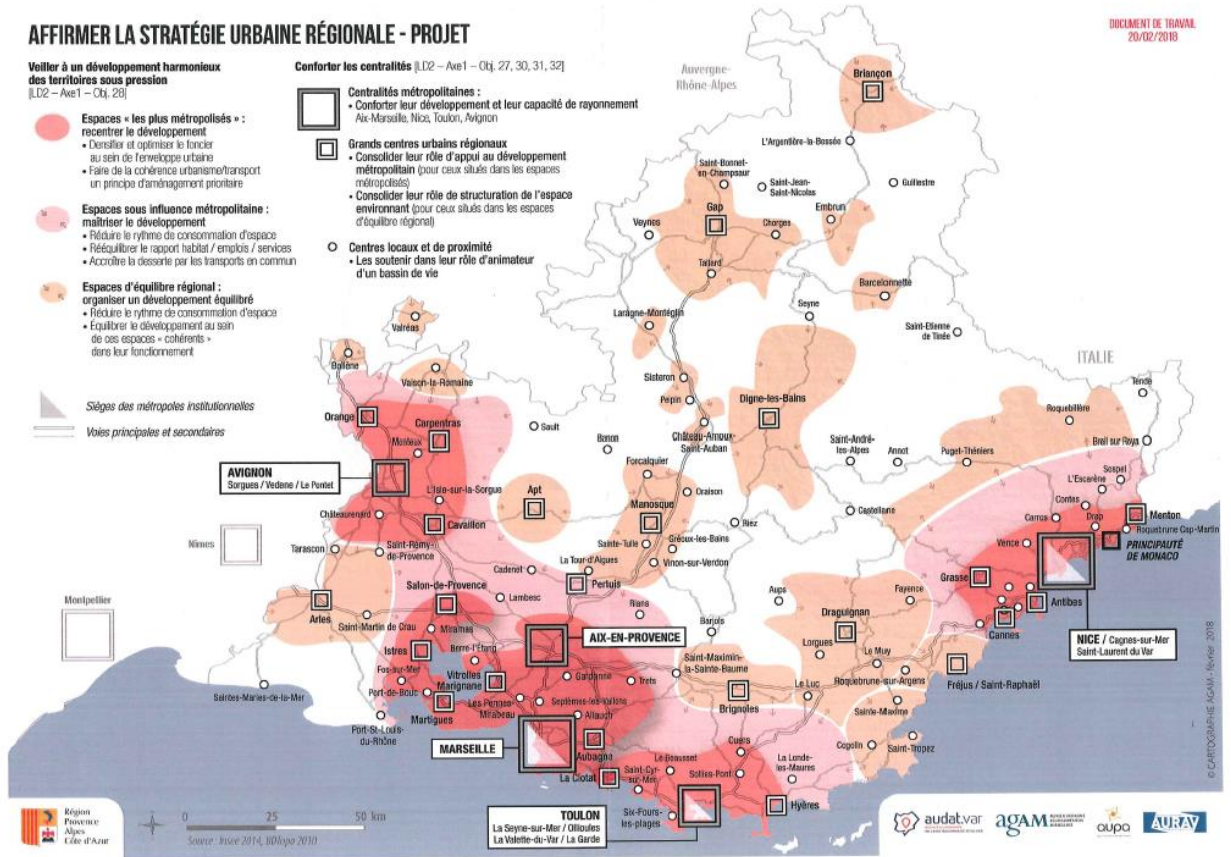 AFFIRMER LA STRATÉGIE URBAINE RÉGIONALE - PROJET
DOCUMENT DE TRAVAIL
20/02/2018
Veiller à un développement harmonieux
des territoires sous pression
[LD2 – Axe1 – Obj. 28]
Espaces « les plus métropolisés » :
recentrer le développement
• Densifier et optimiser le foncier
au sein de l'enveloppe urbaine
• Faire de la cohérence urbanisme/transport
un principe d'aménagement prioritaire
Espaces sous influence métropolitaine :
maîtriser le développement
• Réduire le rythme de consommation d'espace
• Rééquilibrer le rapport habitat / emplois / services
• Accroître la desserte par les transports en commun
Espaces d'équilibre régional :
organiser un développement équilibré
• Réduire le rythme de consommation d'espace
• Équilibrer le développement au sein
de ces espaces « cohérents »
dans leur fonctionnement
Sièges des métropoles institutionnelles
Voies principales et secondaires
Conforter les centralités [LD2 – Axe1 – Obj. 27, 30, 31, 32]
Centralités métropolitaines :
• Conforter leur développement et leur capacité de rayonnement
Aix-Marseille, Nice, Toulon, Avignon
Grands centres urbains régionaux
• Consolider leur rôle d'appui au développement
métropolitain (pour ceux situés dans les espaces
métropolisés)
• Consolider leur rôle de structuration de l'espace
environnant (pour ceux situés dans les espaces
d'équilibre régional)
Centres locaux et de proximité
• Les soutenir dans leur rôle d'animateur
d'un bassin de vie
Auvergne-
Rhône-Alpes
Briançon
L'Argentière-la-Bessée
Saint-Bonnet-
en-Champsaur
Saint-Jean-
Saint-Nicolas
Guillestre
Gap
Embrun
Veynes
Chorges
Tallard
Barcelonnette
Seyne
Laragne-Montéglin
Saint-Etienne
de Tinée
Valréas
ITALIE
Bollène
Vaison-la-Romaine
Sisteron
Tende
Peipin
Digne-les-Bains
Roquebillère
Orange
Carpentras
Sault
Banon
Château-Arnoux-
Saint-Auban
Saint-André-
les-Alpes
Annot
Puget-Théniers
Breil sur Roya
Monteux
Forcalquier
Sospel
AVIGNON
Sorgues / Vedene / Le Pontet
L'Isle-sur-la-Sorgue
Apt
Oraison
L'Escarène
Manosque
Contes
Châteaurenard
Cavaillon
Riez
Castellane
Carros
Drap
Menton
Roquebrune Cap-Martin
Nîmes
Tarascon
Saint-Rémy-
de-Provence
Sainte-Tulle
Gréoux-les-Bains
Vence
PRINCIPAUTÉ
DE MONACO
Cadenet
La Tour-d'Aigues
Vinon-sur-Verdon
Salon-de-Provence
Pertuis
Grasse
Montpellier
Lambesc
Rians
Aups
Fayence
Antibes
Arles
Saint-Martin de Crau
Miramas
Barjols
Draguignan
Cannes
AIX-EN-PROVENCE
Lorgues
NICE / Cagnes-sur-Mer
Saint-Laurent du Var
Istres
Berre-l'Étang
Saint-Maximin-
la-Sainte-Baume
Le Muy
Fos-sur-Mer
Vitrolles
Marignane
Gardanne
Trets
Roquebrune-sur-Argens
Fréjus / Saint-Raphaël
Saintes-Maries-de-la-Mer
Port-de-Bouc
Les Pennes-
Mirabeau
Septèmes-les-Vallons
Brignoles
Le Luc
Martigues
Allauch
Sainte-Maxime
Port-St-Louis-
du-Rhône
MARSEILLE
Aubagne
Cuers
Cogolin
Saint-Tropez
Le Beausset
La Ciotat
Saint-Cyr-
sur-Mer
Solliès-Pont
La Londe-
les-Maures
Six-Fours-
les-plages
Hyères
TOULON
La Seyne-sur-Mer / Ollioules
La Valette-du-Var / La Garde
© CARTOGRAPHIE AGAM - février 2018
Région
Provence
Alpes
Côte d'Azur
0 25 50 km
Source : Insee 2014, BDTopo 2010
audat.var
agAM
aupa
AURAV